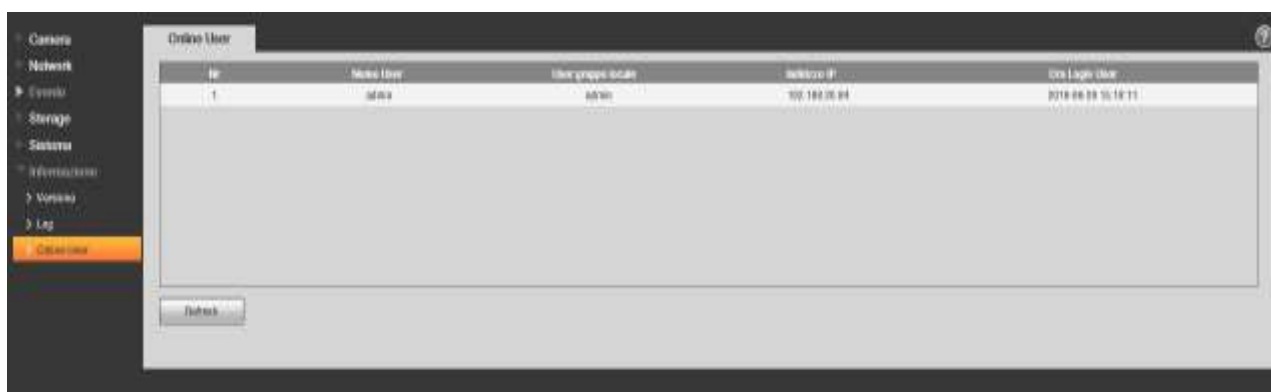 Camera
Online User
Network
Nr Nome User User gruppo locale Indirizzo IP Ora Login User
Evento
1 admin admin
Storage
Sistema
Informazione
Versione
Log
Online User
Refresh